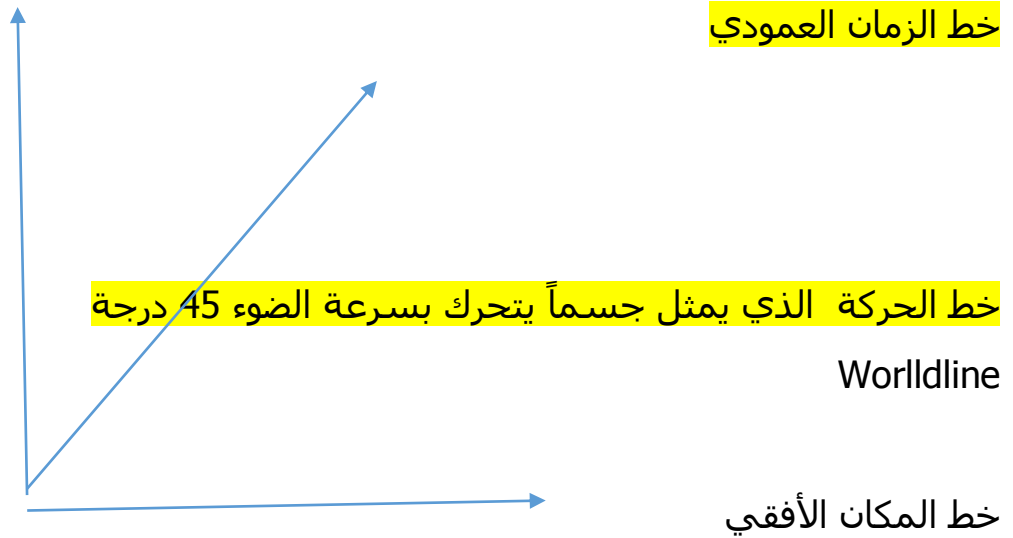 خط الزمان العمودي
خط الحركة الذي يمثل جسماً يتحرك بسرعة الضوء 45 درجة
Worlldline
خط المكان الأفقي